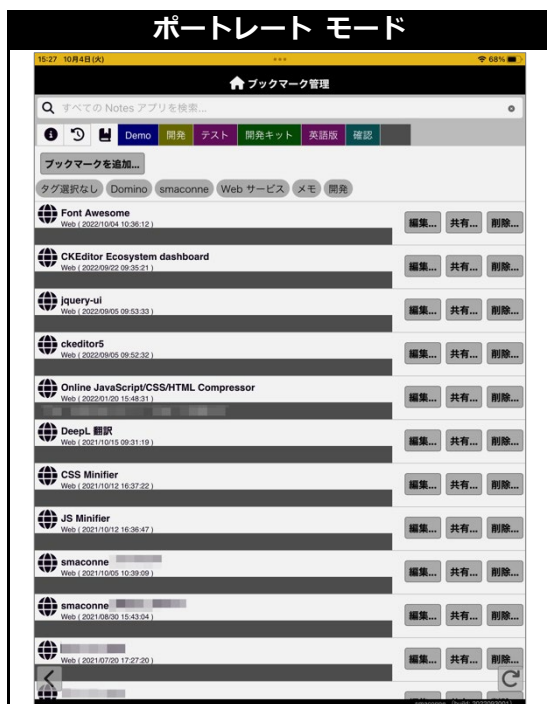 ポートレート モード
15:27 10月4日(火)
68%
ブックマーク管理
すべての Notes アプリを検索...
Demo 開発 テスト 開発キット 英語版 確認
ブックマークを追加...
タグ選択なし Domino smaconne Web サービス メモ 開発
Font Awesome
Web ( 2022/10/04 10:36:12 )
編集... 共有... 削除...
CKEditor Ecosystem dashboard
Web ( 2022/09/22 09:35:21 )
編集... 共有... 削除...
jquery-ui
Web ( 2022/09/05 09:53:33 )
編集... 共有... 削除...
ckeditor5
Web ( 2022/09/05 09:52:32 )
編集... 共有... 削除...
Online JavaScript/CSS/HTML Compressor
Web ( 2022/01/20 15:48:31 )
編集... 共有... 削除...
DeepL 翻訳
Web ( 2021/10/15 09:31:19 )
編集... 共有... 削除...
CSS Minifier
Web ( 2021/10/12 16:37:22 )
編集... 共有... 削除...
JS Minifier
Web ( 2021/10/12 16:36:47 )
編集... 共有... 削除...
smaconne
Web ( 2021/10/05 10:39:09 )
編集... 共有... 削除...
smaconne
Web ( 2021/08/30 15:43:04 )
編集... 共有... 削除...
Web ( 2021/07/20 17:27:20 )
編集... 共有... 削除...